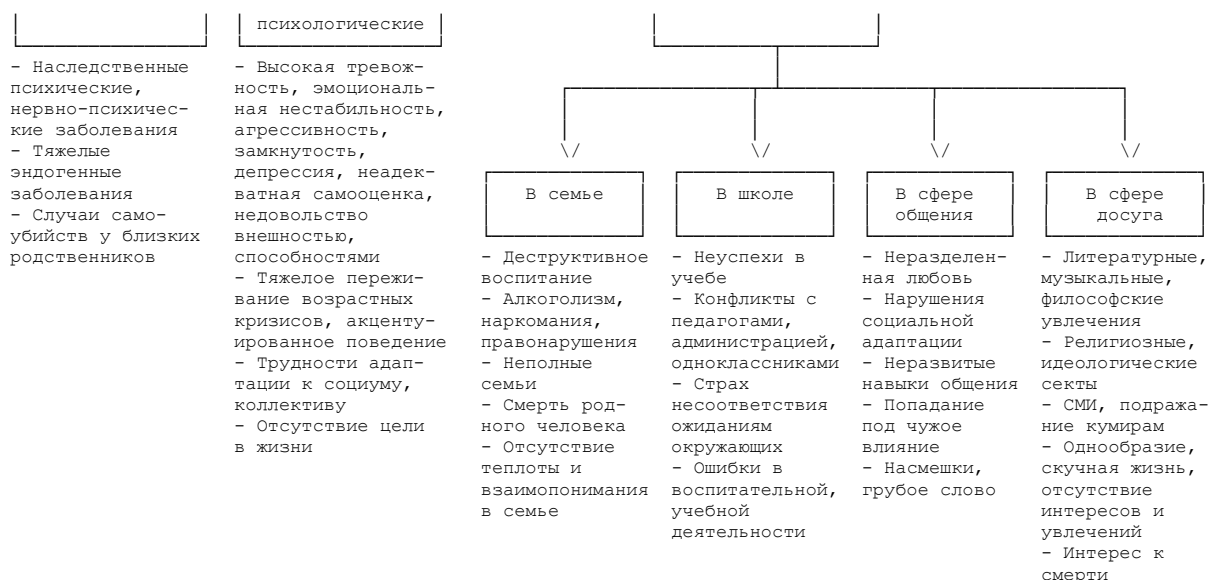 психологические
- Наследственные
психические,
нервно-психичес-
кие заболевания
- Тяжелые
эндогенные
заболевания
- Случаи само-
убийств у близких
родственников
- Высокая тревож-
ность, эмоциональ-
ная нестабильность,
агрессивность,
замкнутость,
депрессия, неадек-
ватная самооценка,
недовольство
внешностью,
способностями
- Тяжелое пережи-
вание возрастных
кризисов, акценту-
ированное поведение
- Трудности адап-
тации к социуму,
коллективу
- Отсутствие цели
в жизни
В семье
- Деструктивное
воспитание
- Алкоголизм,
наркомания,
правонарушения
- Неполные
семьи
- Смерть род-
ного человека
- Отсутствие
теплоты и
взаимопонимания
в семье
В школе
- Неуспехи в
учебе
- Конфликты с
педагогами,
администрацией,
одноклассниками
- Страх
несоответствия
ожиданиям
окружающих
- Ошибки в
воспитательной,
учебной
деятельности
В сфере
общения
- Неразделен-
ная любовь
- Нарушения
социальной
адаптации
- Неразвитые
навыки общения
- Попадание
под чужое
влияние
- Насмешки,
грубое слово
В сфере
досуга
- Литературные,
музыкальные,
философские
увлечения
- Религиозные,
идеологические
секты
- СМИ, подража-
ние кумирам
- Однообразие,
скучная жизнь,
отсутствие
интересов и
увлечений
- Интерес к
смерти